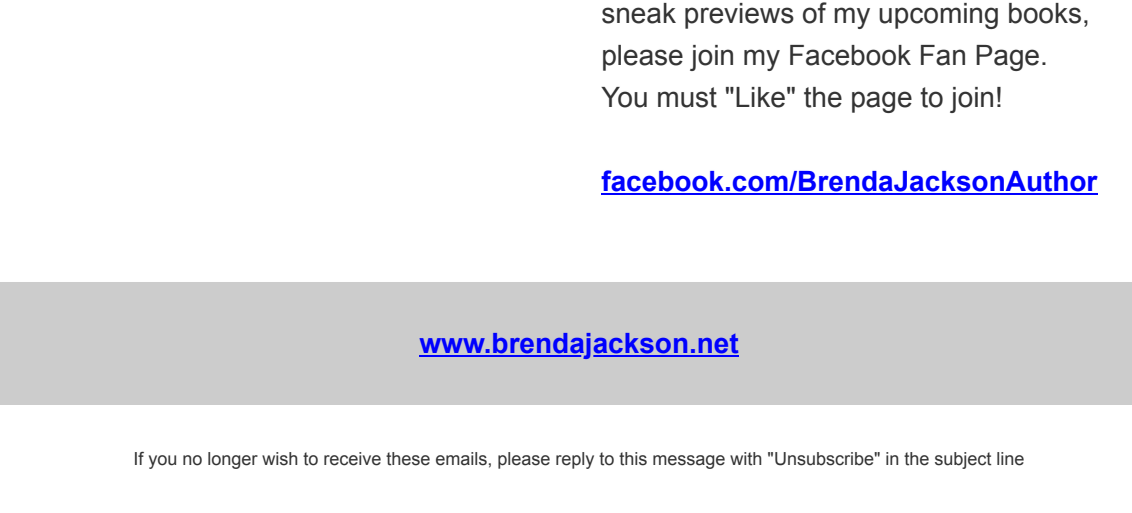 sneak previews of my upcoming books,
please join my Facebook Fan Page.
You must "Like" the page to join!
facebook.com/BrendaJacksonAuthor
www.brendajackson.net
If you no longer wish to receive these emails, please reply to this message with "Unsubscribe" in the subject line